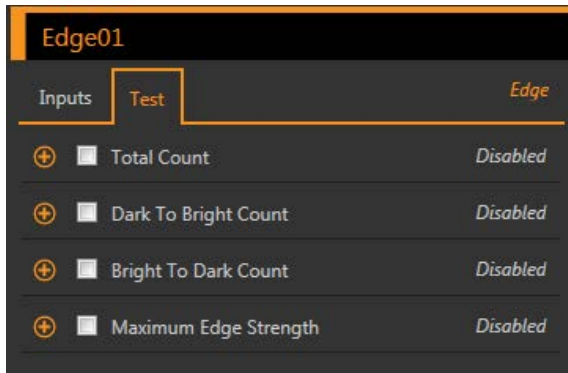 Edge01
Inputs Test Edge
Total Count Disabled
Dark To Bright Count Disabled
Bright To Dark Count Disabled
Maximum Edge Strength Disabled